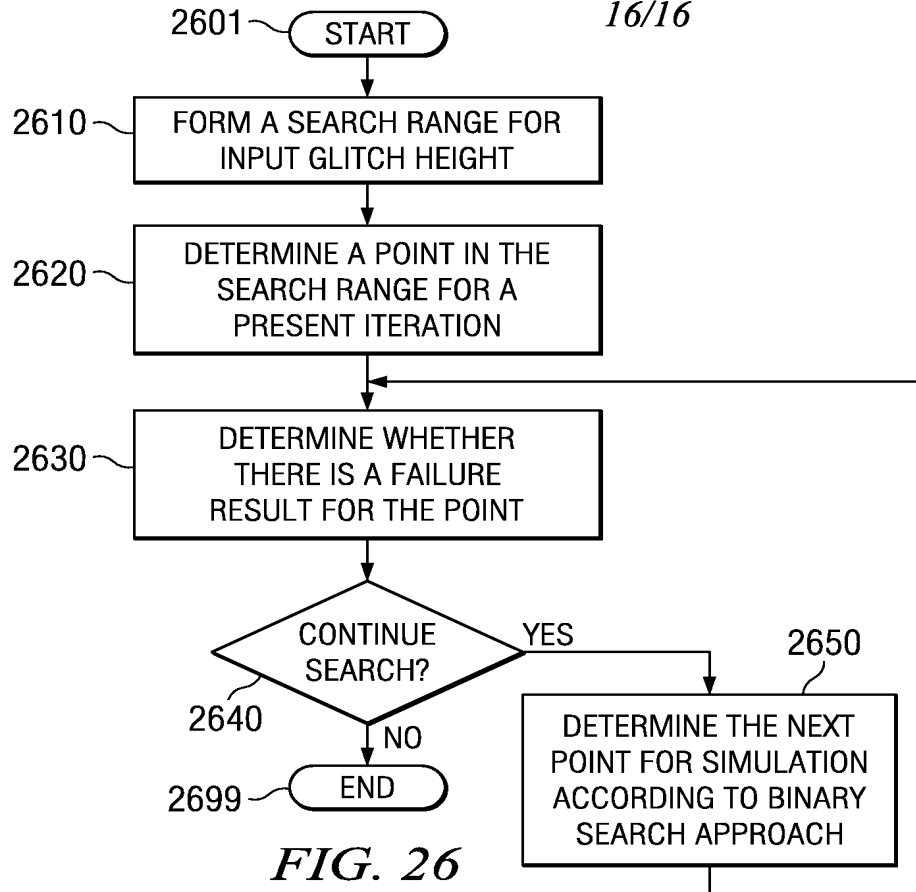 16/16
2601
START
2610
FORM A SEARCH RANGE FOR
INPUT GLITCH HEIGHT
2620
DETERMINE A POINT IN THE
SEARCH RANGE FOR A
PRESENT ITERATION
2630
DETERMINE WHETHER
THERE IS A FAILURE
RESULT FOR THE POINT
CONTINUE
SEARCH?
YES
2640
NO
2650
DETERMINE THE NEXT
POINT FOR SIMULATION
ACCORDING TO BINARY
SEARCH APPROACH
2699
END
FIG. 26